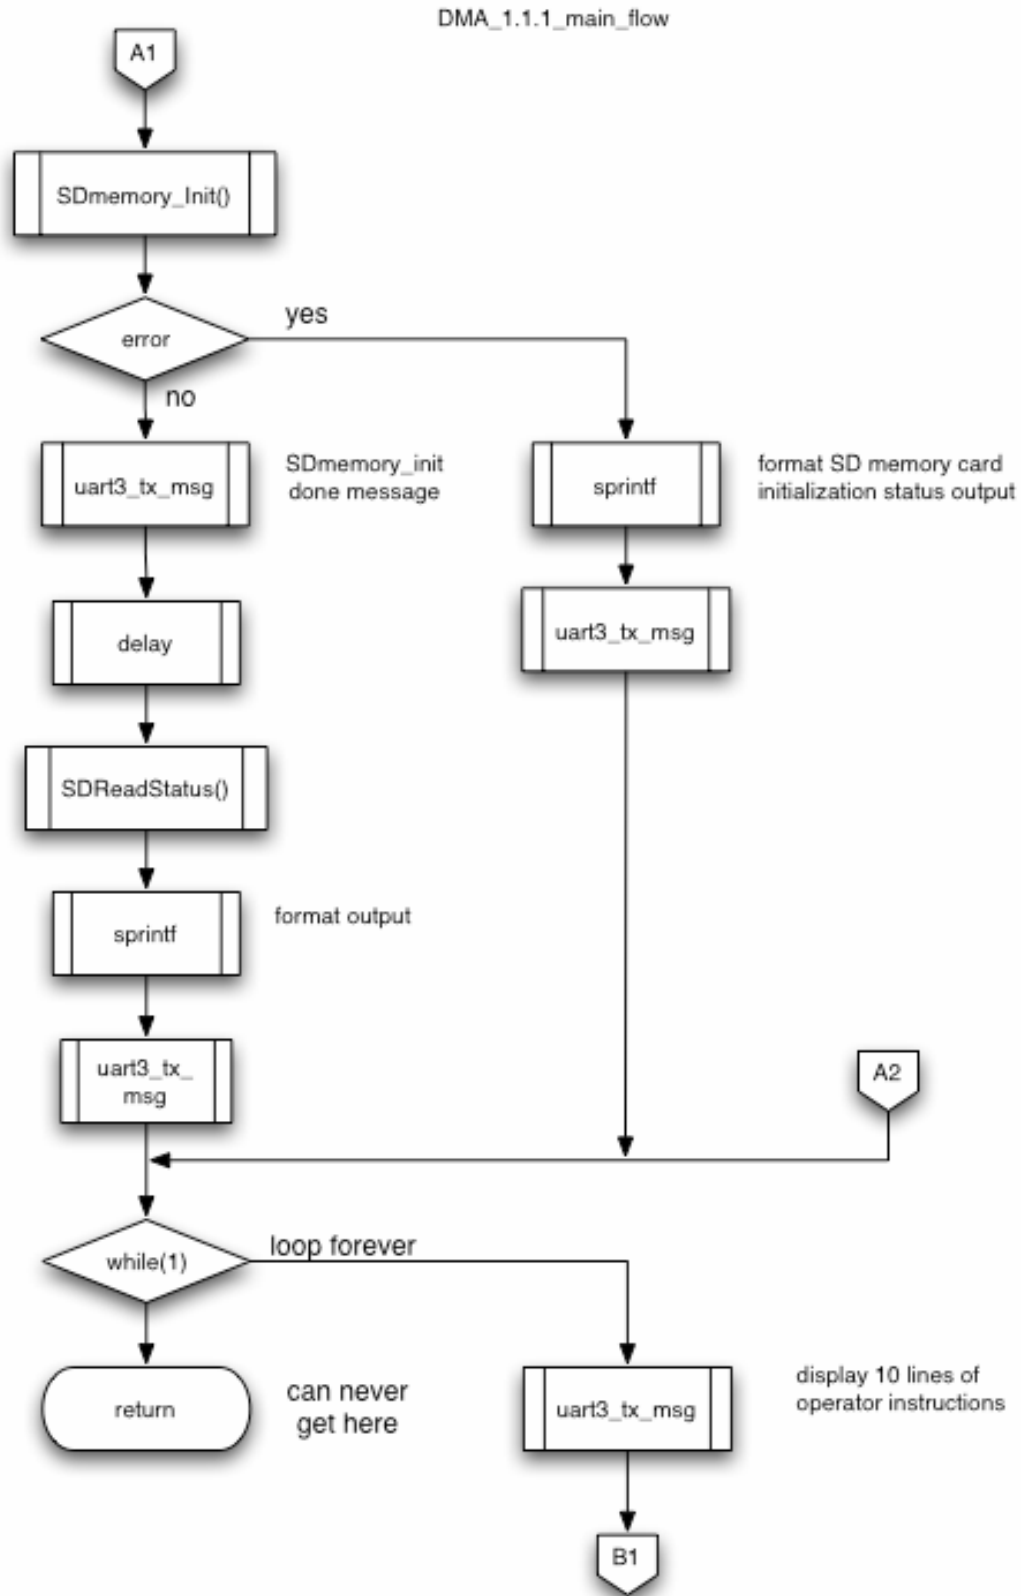 DMA_1.1.1_main_flow
A1
SDmemory_Init()
error
yes
no
uart3_tx_msg
SDmemory_init
done message
sprintf
format SD memory card
initialization status output
delay
uart3_tx_msg
SDReadStatus()
sprintf
format output
uart3_tx_
msg
A2
while(1)
loop forever
return
can never
get here
uart3_tx_msg
display 10 lines of
operator instructions
B1